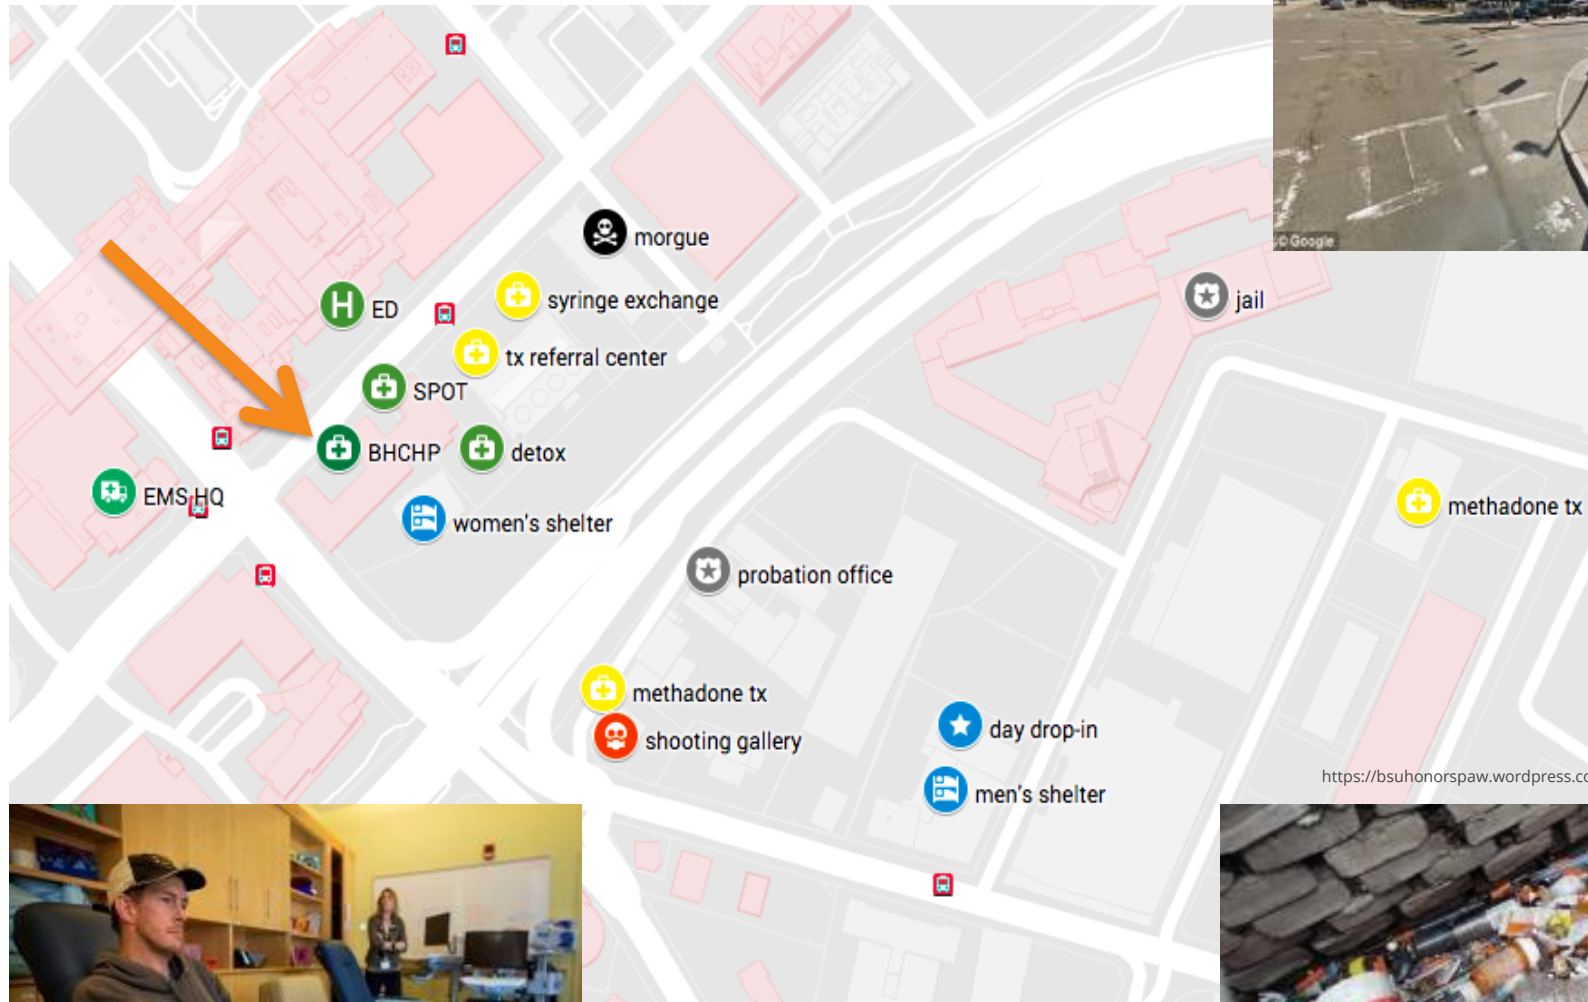 © Google
morgue
syringe exchange
jail
ED
tx referral center
SPOT
BHCHP
detox
EMS HQ
methadone tx
women's shelter
probation office
methadone tx
day drop-in
shooting gallery
https://bsuhonorspaw.wordpress.co
men's shelter